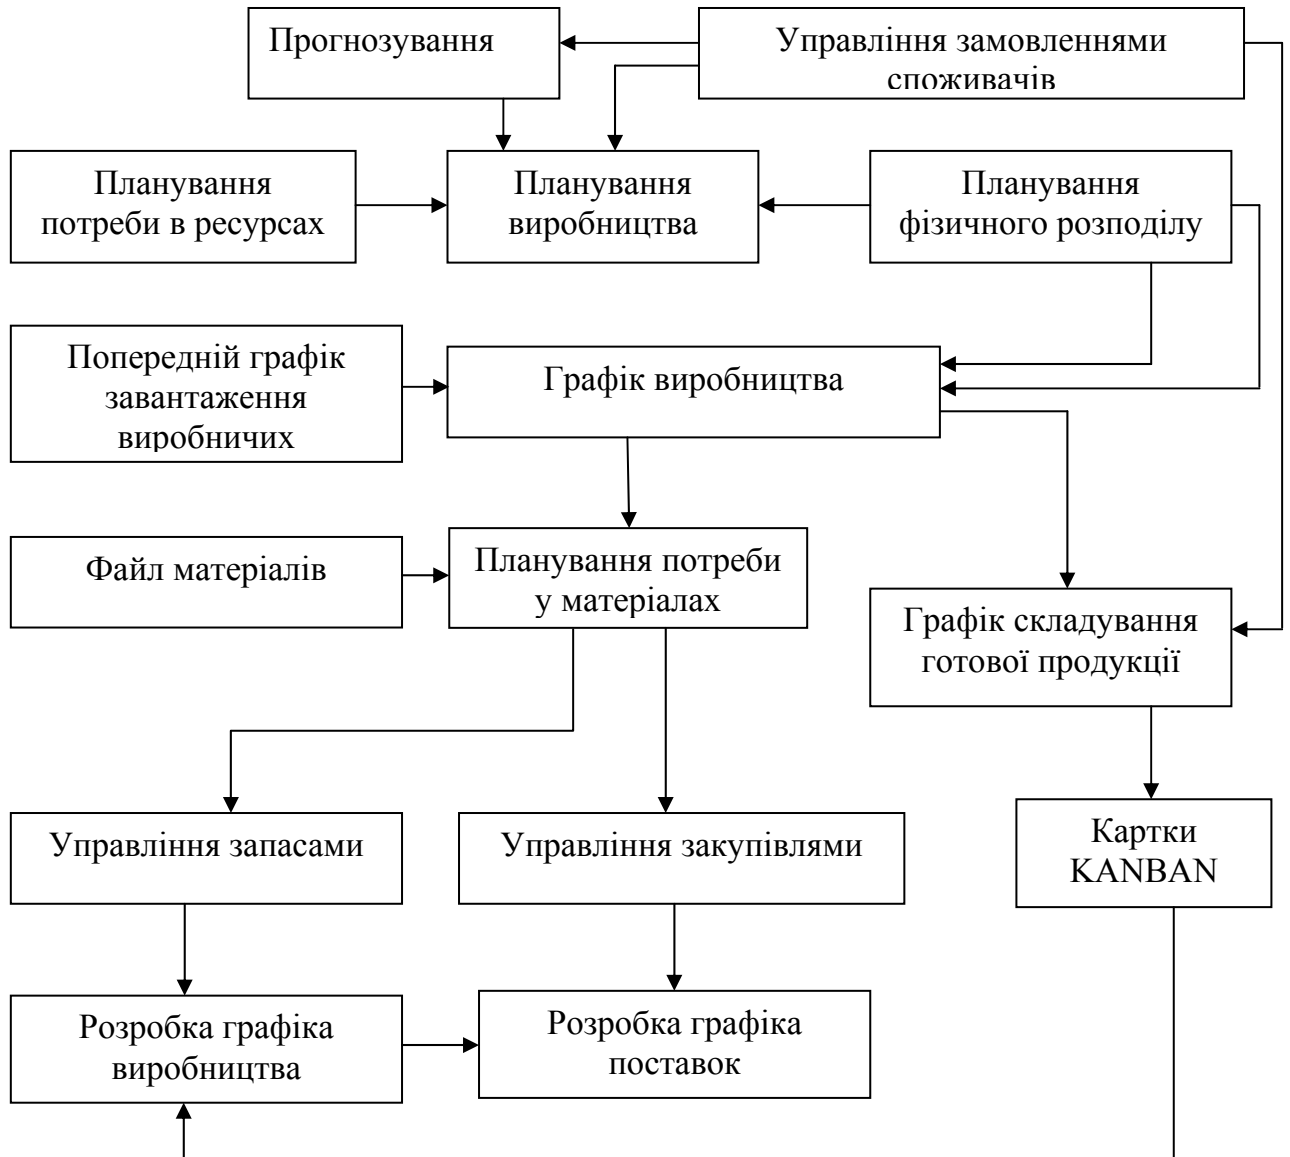 Прогнозування
Управління замовленнями
споживачів
Планування
потреби в ресурсах
Планування
виробництва
Планування
фізичного розподілу
Попередній графік
завантаження
виробничих
Графік виробництва
Файл матеріалів
Планування потреби
у матеріалах
Графік складування
готової продукції
Управління запасами
Управління закупівлями
Картки
KANBAN
Розробка графіка
виробництва
Розробка графіка
поставок